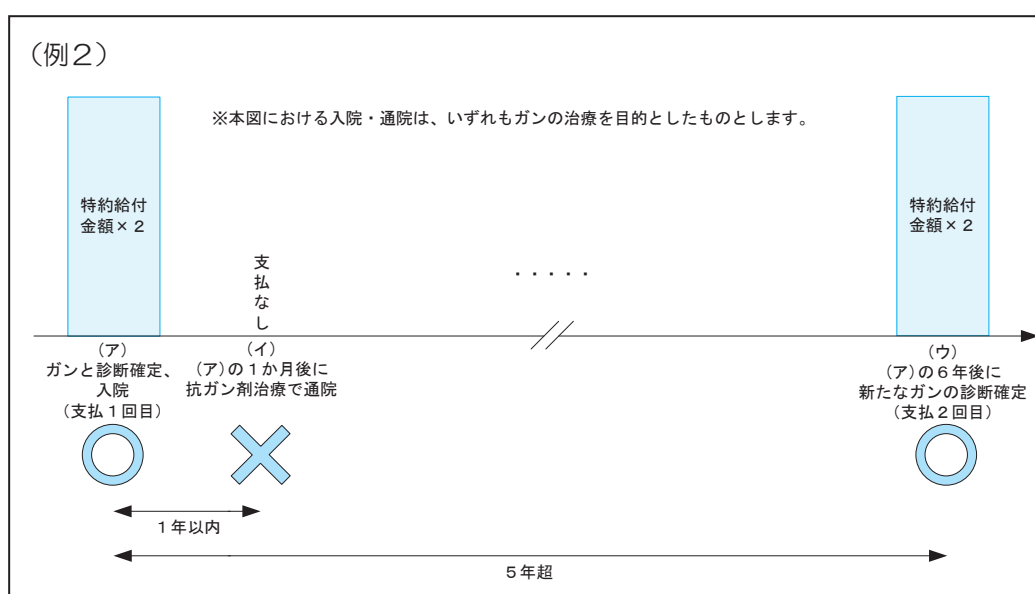 (例2)
※本図における入院・通院は、いずれもガンの治療を目的としたものとします。
特約給付
金額×2
特約給付
金額×2
支払なし
・・・・・
(ア)
ガンと診断確定、
入院
(支払1回目)
(イ)
(ア)の1か月後に
抗ガン剤治療で通院
(ウ)
(ア)の6年後に
新たなガンの診断確定
(支払2回目)
1年以内
5年超